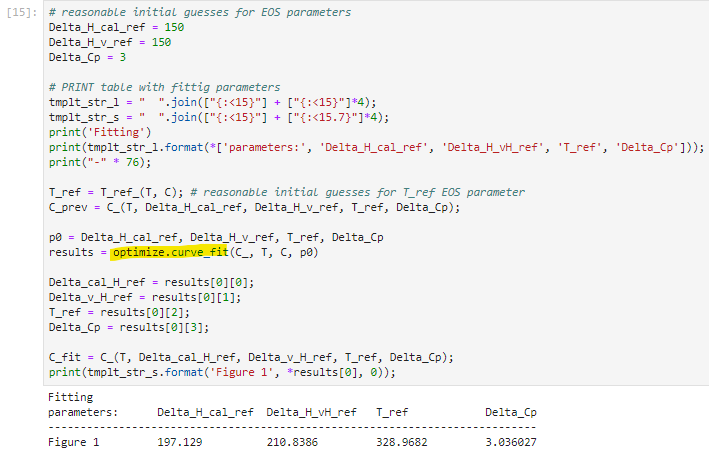 [15]: # reasonable initial guesses for EOS parameters
Delta_H_cal_ref = 150
Delta_H_v_ref = 150
Delta_Cp = 3
# PRINT table with fittig parameters
tmplt_str_l = "  ".join(["{:<15}"] + ["{:<15}"]*4);
tmplt_str_s = "  ".join(["{:<15}"] + ["{:<15.7}"]*4);
print('Fitting')
print(tmplt_str_l.format(*['parameters:', 'Delta_H_cal_ref', 'Delta_H_vH_ref', 'T_ref', 'Delta_Cp']));
print("-" * 76);
T_ref = T_ref_(T, C); # reasonable initial guesses for T_ref EOS parameter
C_prev = C_(T, Delta_H_cal_ref, Delta_H_v_ref, T_ref, Delta_Cp);
p0 = Delta_H_cal_ref, Delta_H_v_ref, T_ref, Delta_Cp
results = optimize.curve_fit(C_, T, C, p0)
Delta_cal_H_ref = results[0][0];
Delta_v_H_ref = results[0][1];
T_ref = results[0][2];
Delta_Cp = results[0][3];
C_fit = C_(T, Delta_cal_H_ref, Delta_v_H_ref, T_ref, Delta_Cp);
print(tmplt_str_s.format('Figure 1', *results[0], 0));
Fitting
parameters: Delta_H_cal_ref Delta_H_vH_ref T_ref Delta_Cp
----------------------------------------------------------------------------
Figure 1 197.129 210.8386 328.9682 3.036027